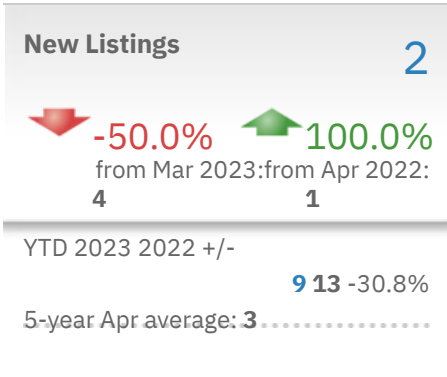 New Listings
2
-50.0% 100.0%
from Mar 2023:from Apr 2022:
4 1
YTD 2023 2022 +/-
9 13 -30.8%
5-year Apr average: 3